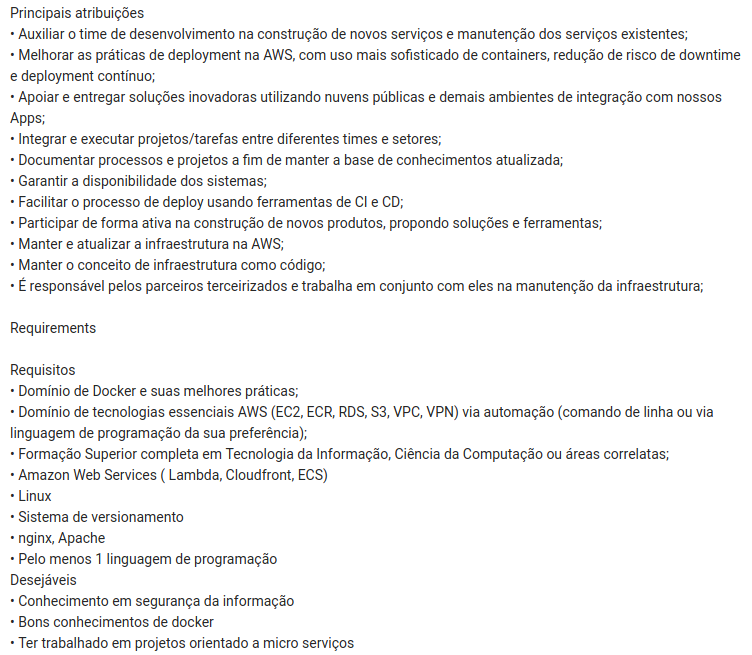 Principais atribuições
• Auxiliar o time de desenvolvimento na construção de novos serviços e manutenção dos serviços existentes;
• Melhorar as práticas de deployment na AWS, com uso mais sofisticado de containers, redução de risco de downtime
e deployment contínuo;
• Apoiar e entregar soluções inovadoras utilizando nuvens públicas e demais ambientes de integração com nossos
Apps;
• Integrar e executar projetos/tarefas entre diferentes times e setores;
• Documentar processos e projetos a fim de manter a base de conhecimentos atualizada;
• Garantir a disponibilidade dos sistemas;
• Facilitar o processo de deploy usando ferramentas de CI e CD;
• Participar de forma ativa na construção de novos produtos, propondo soluções e ferramentas;
• Manter e atualizar a infraestrutura na AWS;
• Manter o conceito de infraestrutura como código;
• É responsável pelos parceiros terceirizados e trabalha em conjunto com eles na manutenção da infraestrutura;
Requirements
Requisitos
• Domínio de Docker e suas melhores práticas;
• Domínio de tecnologias essenciais AWS (EC2, ECR, RDS, S3, VPC, VPN) via automação (comando de linha ou via
linguagem de programação da sua preferência);
• Formação Superior completa em Tecnologia da Informação, Ciência da Computação ou áreas correlatas;
• Amazon Web Services ( Lambda, Cloudfront, ECS)
• Linux
• Sistema de versionamento
• nginx, Apache
• Pelo menos 1 linguagem de programação
Desejáveis
• Conhecimento em segurança da informação
• Bons conhecimentos de docker
• Ter trabalhado em projetos orientado a micro serviços